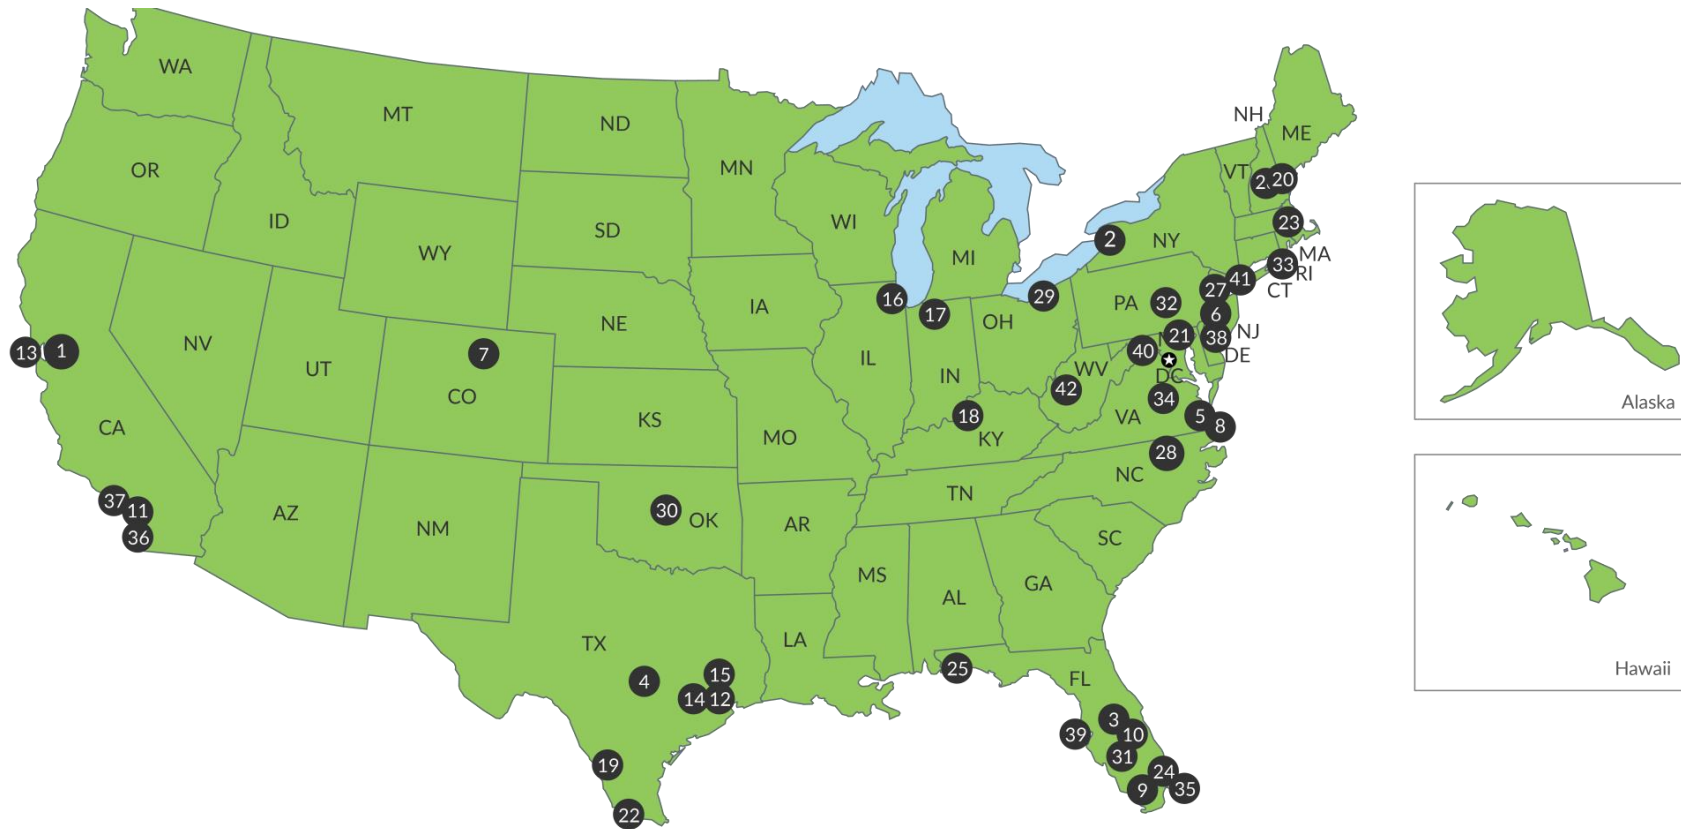 WA
MT
ND
MN
OR
ID
WY
SD
WI
MI
NH
ME
VT
20
2
NY
23
MA
33
RI
41
CT
27
16
17
29
PA
32
6
NJ
21
38
DE
40
DC
IA
NE
OH
IL
IN
WV
42
34
VA
5
8
18
KY
28
NC
13
1
NV
UT
7
CO
KS
MO
CA
37
11
36
AZ
NM
30
OK
AR
TN
SC
MS
AL
GA
TX
LA
4
15
14
12
25
FL
3
39
10
31
24
9
35
19
22
Alaska
Hawaii